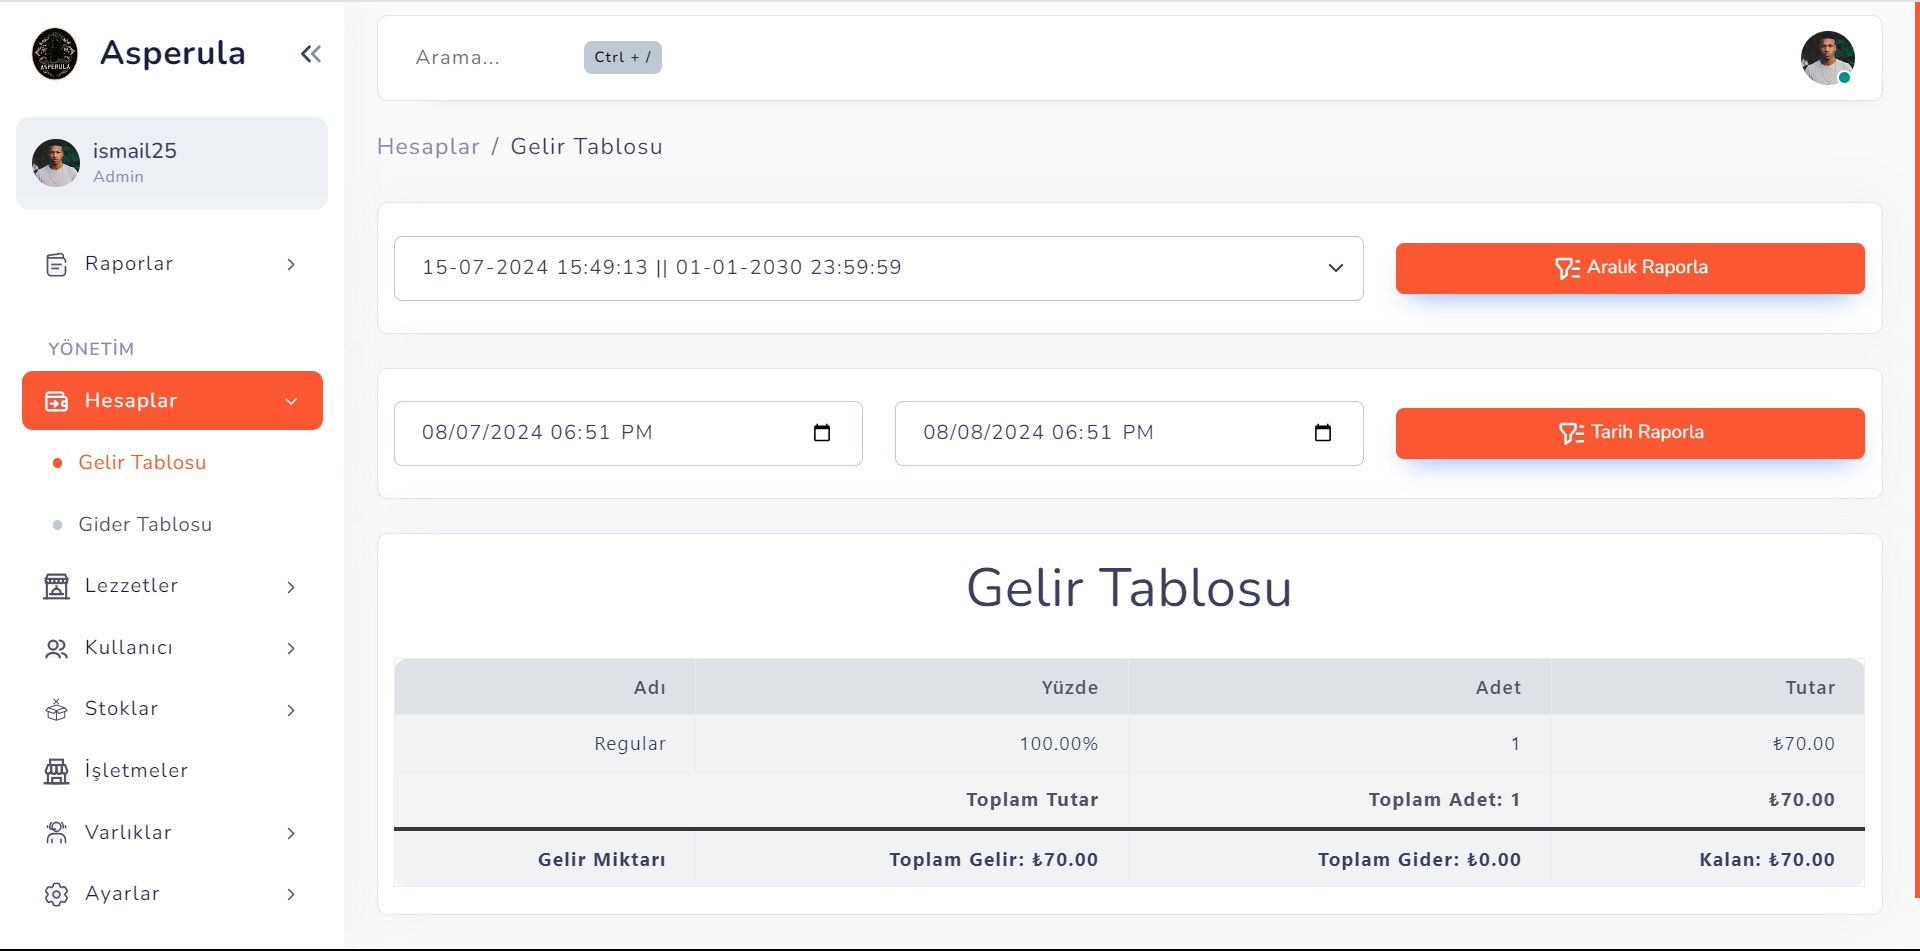 ASPERULA
Asperula
ismail25
Admin
Raporlar
YÖNETİM
Hesaplar
Gelir Tablosu
Gider Tablosu
Lezzetler
Kullanıcı
Stoklar
İşletmeler
Varlıklar
Ayarlar
Arama... Ctrl + /
Hesaplar / Gelir Tablosu
15-07-2024 15:49:13 || 01-01-2030 23:59:59 Aralık Raporla
08/07/2024 06:51 PM 08/08/2024 06:51 PM Tarih Raporla
Gelir Tablosu
Adı Yüzde Adet Tutar
Regular 100.00% 1 ₺70.00
Toplam Tutar Toplam Adet: 1 ₺70.00
Gelir Miktarı Toplam Gelir: ₺70.00 Toplam Gider: ₺0.00 Kalan: ₺70.00